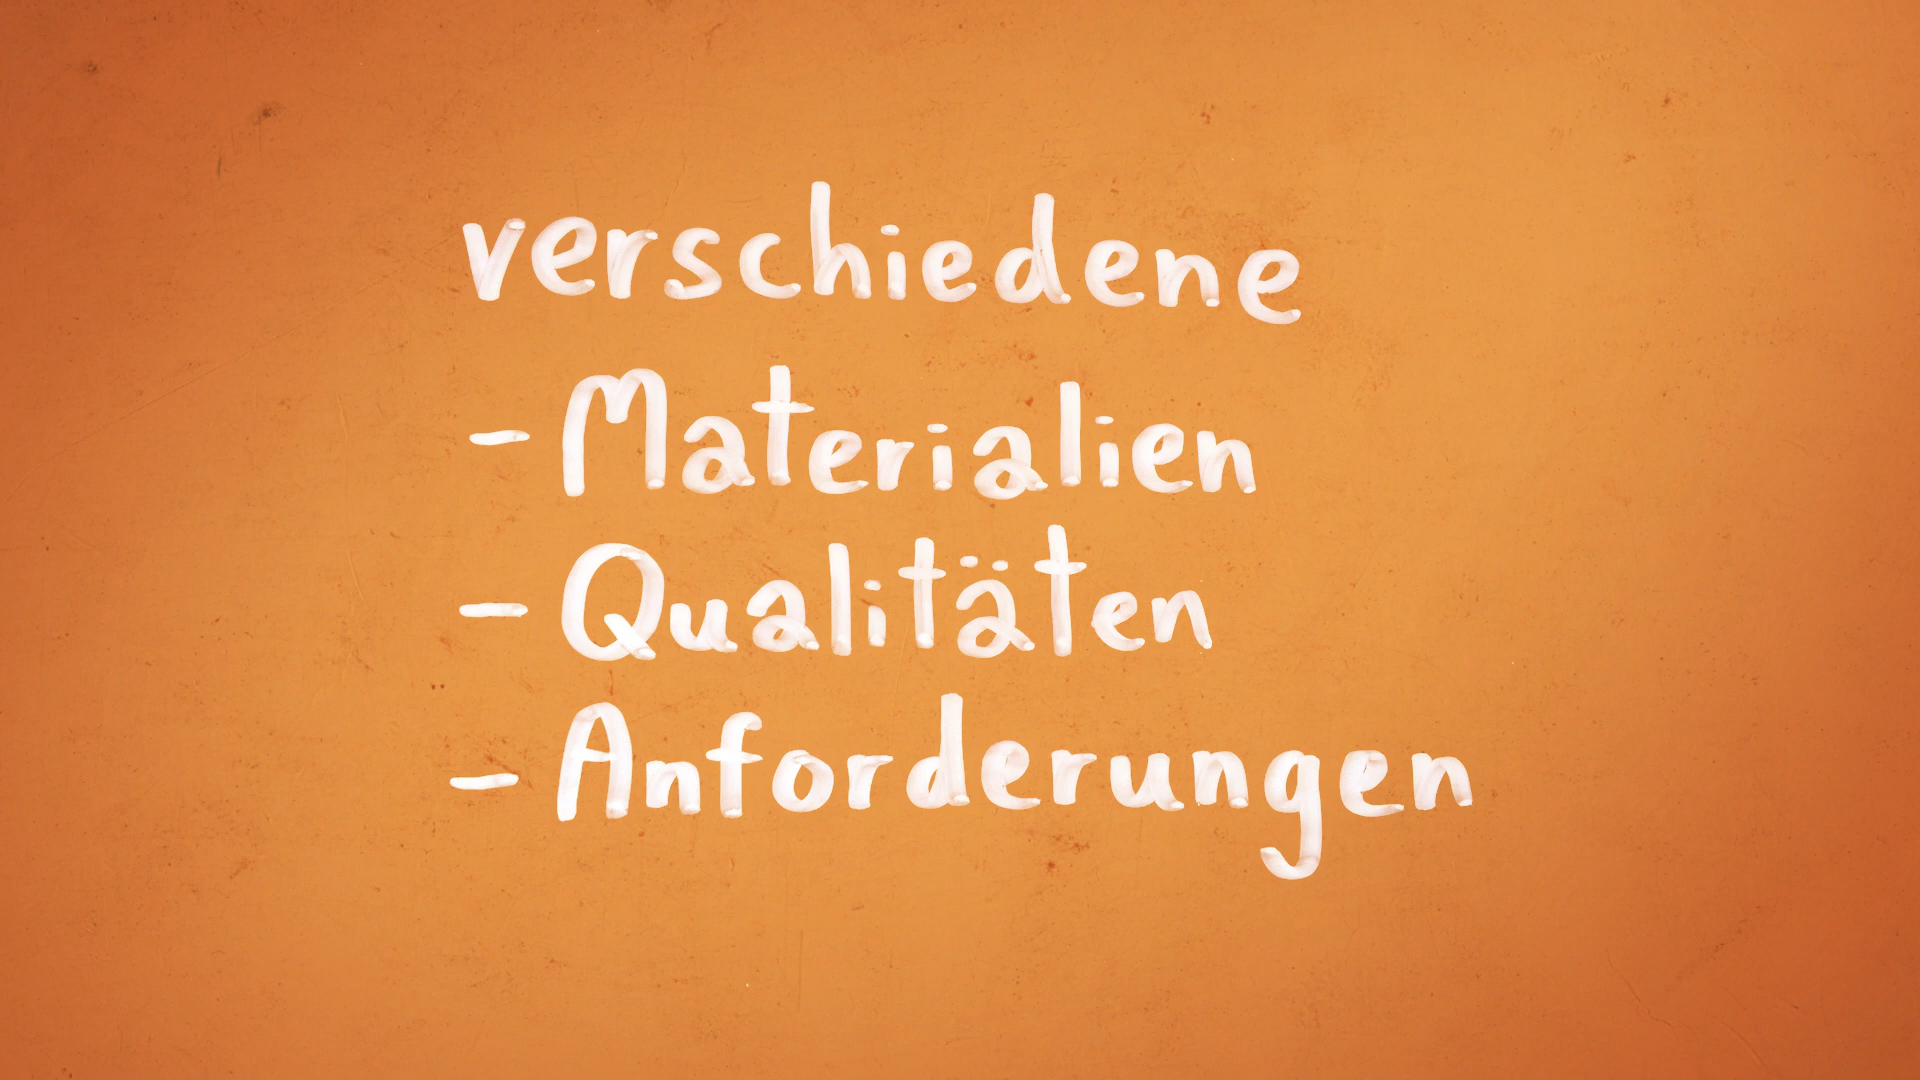 verschiedene
- Materialien
- Qualitäten
- Anforderungen